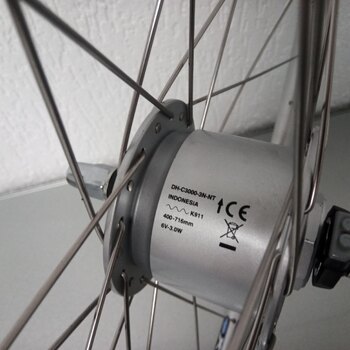 DH-C3000-3N-NT
INDONESIA
K911
400-716mm
6V-3.0W
CE